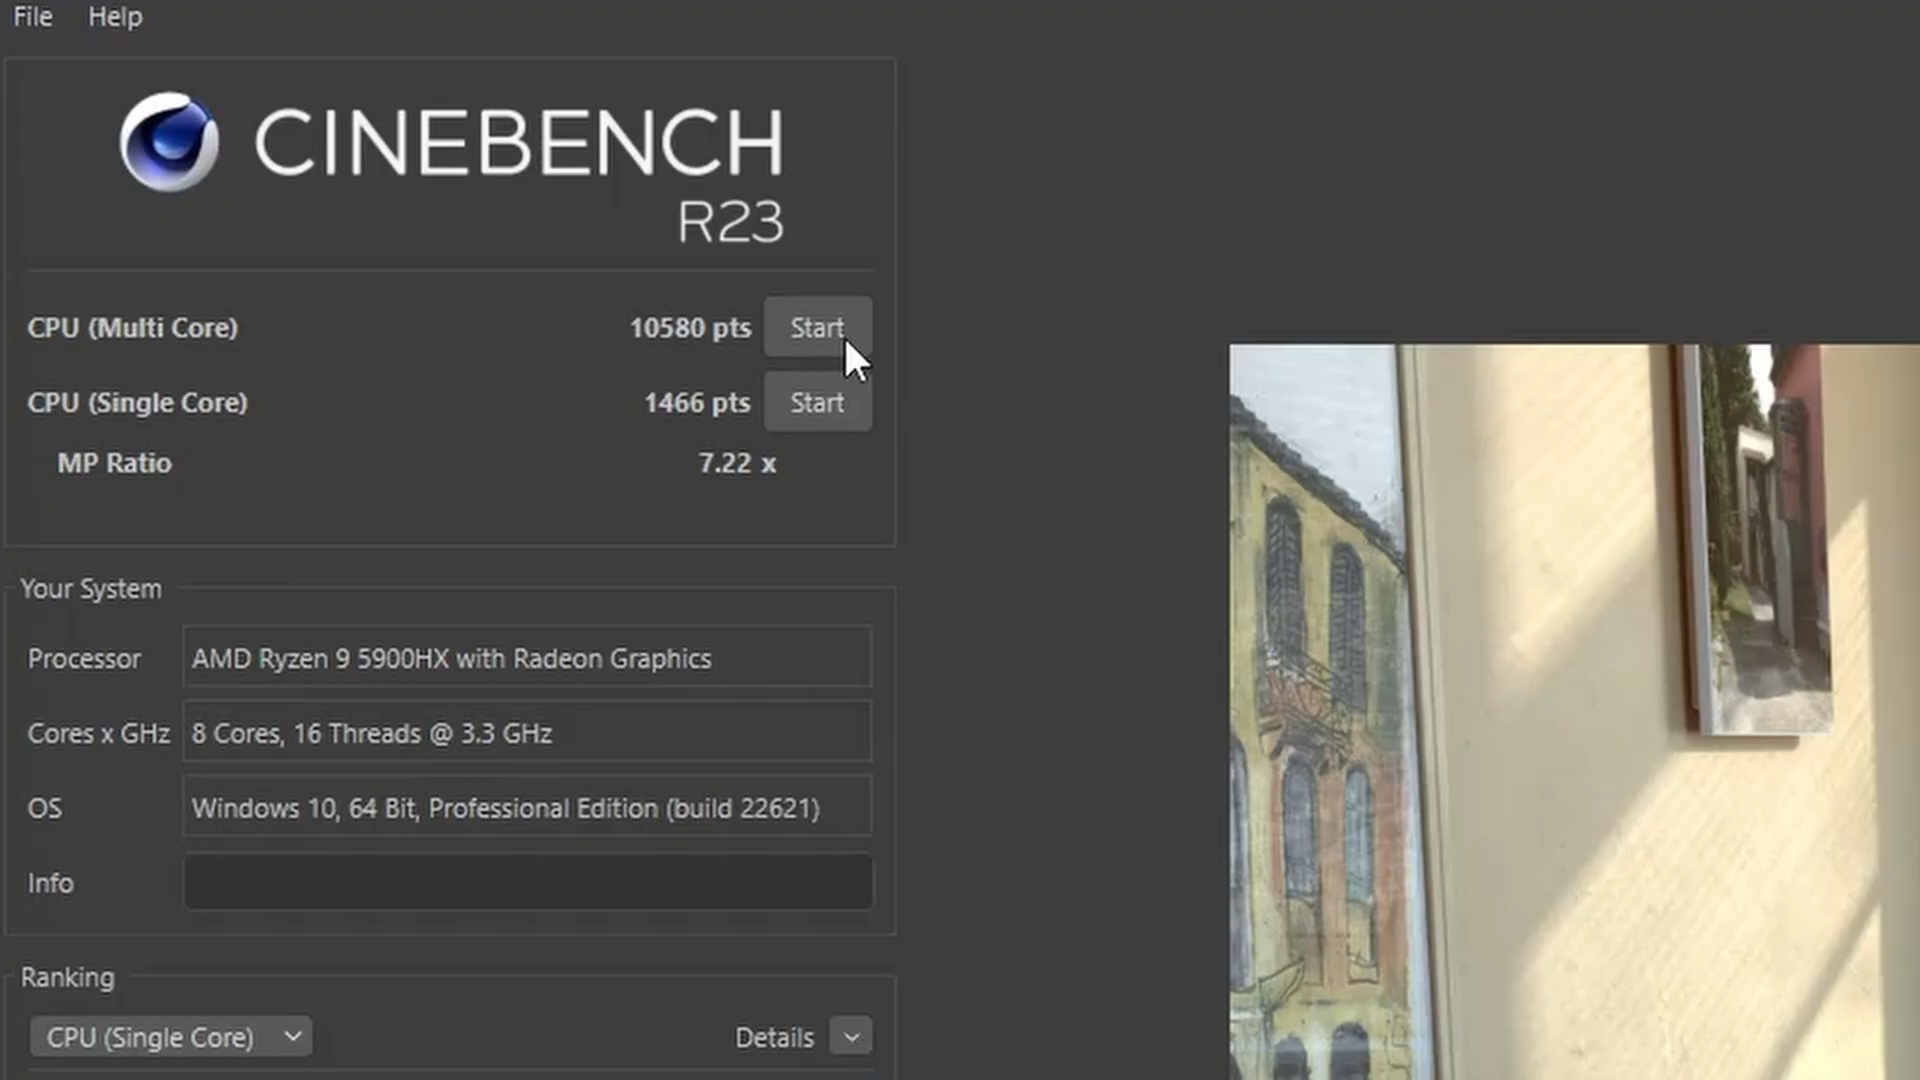 File Help
CINEBENCH
R23
CPU (Multi Core) 10580 pts Start
CPU (Single Core) 1466 pts Start
MP Ratio 7.22 x
Your System
Processor AMD Ryzen 9 5900HX with Radeon Graphics
Cores x GHz 8 Cores, 16 Threads @ 3.3 GHz
OS Windows 10, 64 Bit, Professional Edition (build 22621)
Info
Ranking
CPU (Single Core) Details